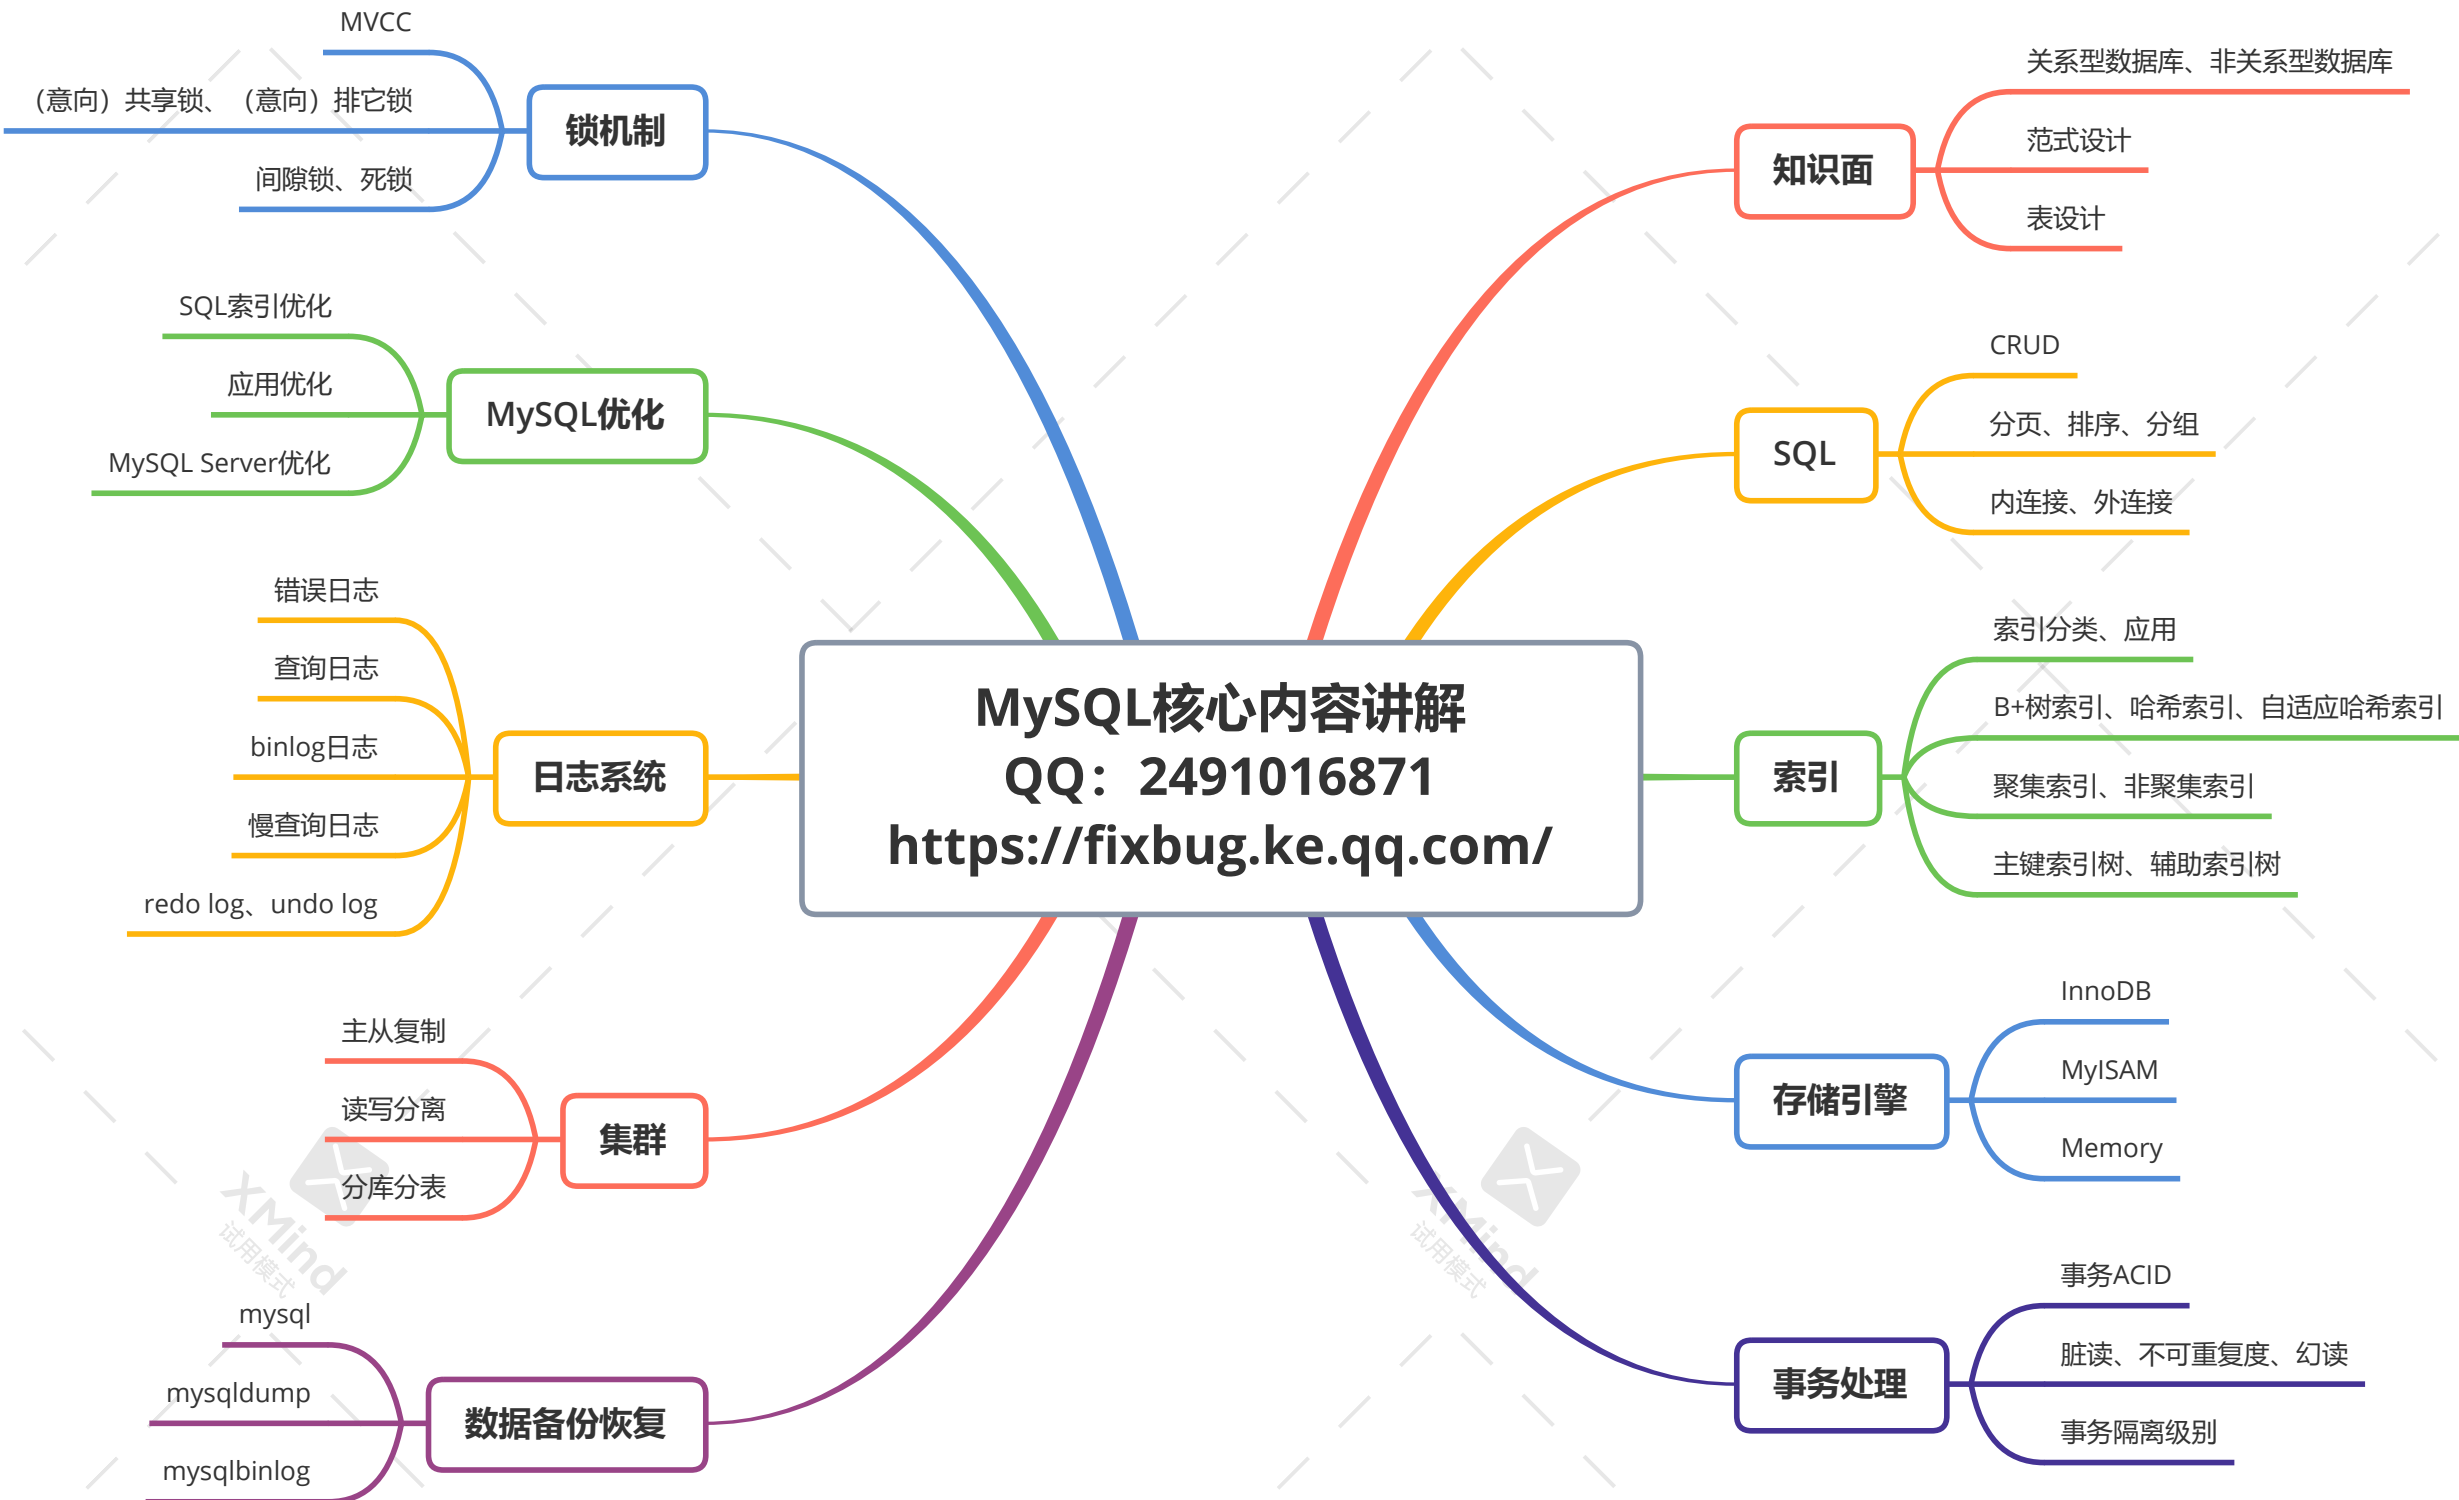 MySQL核心内容讲解
QQ：2491016871
https://fixbug.ke.qq.com/
知识面
关系型数据库、非关系型数据库
范式设计
表设计
SQL
CRUD
分页、排序、分组
内连接、外连接
索引
索引分类、应用
B+树索引、哈希索引、自适应哈希索引
聚集索引、非聚集索引
主键索引树、辅助索引树
存储引擎
InnoDB
MyISAM
Memory
事务处理
事务ACID
脏读、不可重复度、幻读
事务隔离级别
锁机制
MVCC
（意向）共享锁、（意向）排它锁
间隙锁、死锁
MySQL优化
SQL索引优化
应用优化
MySQL Server优化
日志系统
错误日志
查询日志
binlog日志
慢查询日志
redo log、undo log
集群
主从复制
读写分离
分库分表
数据备份恢复
mysql
mysqldump
mysqlbinlog
XMind
试用模式
XMind
试用模式